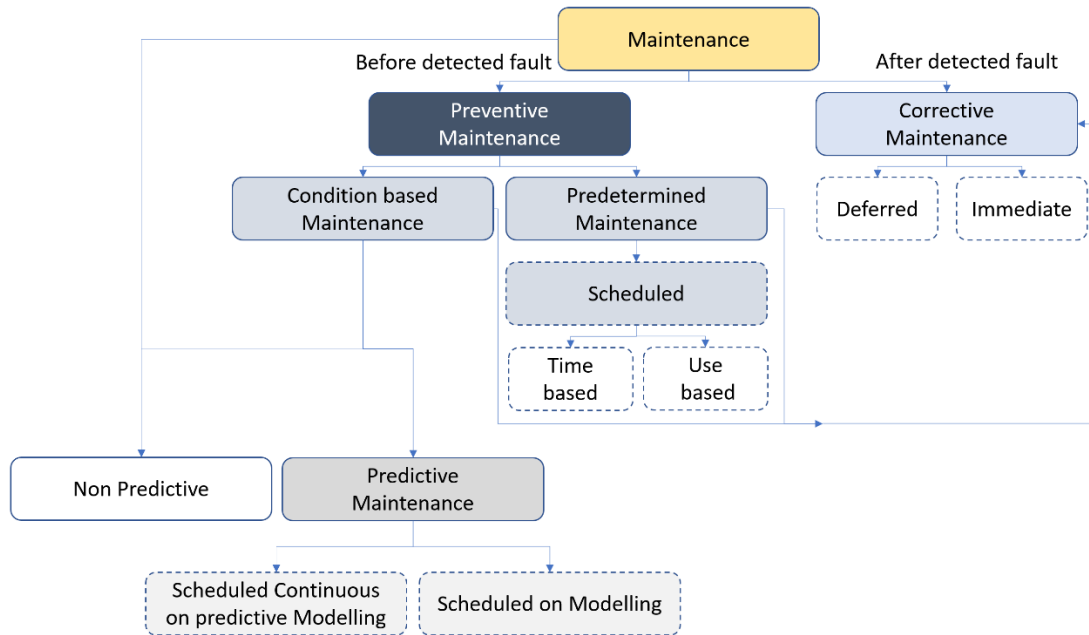 Maintenance
Before detected fault
After detected fault
Preventive
Maintenance
Corrective
Maintenance
Condition based
Maintenance
Predetermined
Maintenance
Deferred
Immediate
Scheduled
Time
based
Use
based
Non Predictive
Predictive
Maintenance
Scheduled Continuous
on predictive Modelling
Scheduled on Modelling